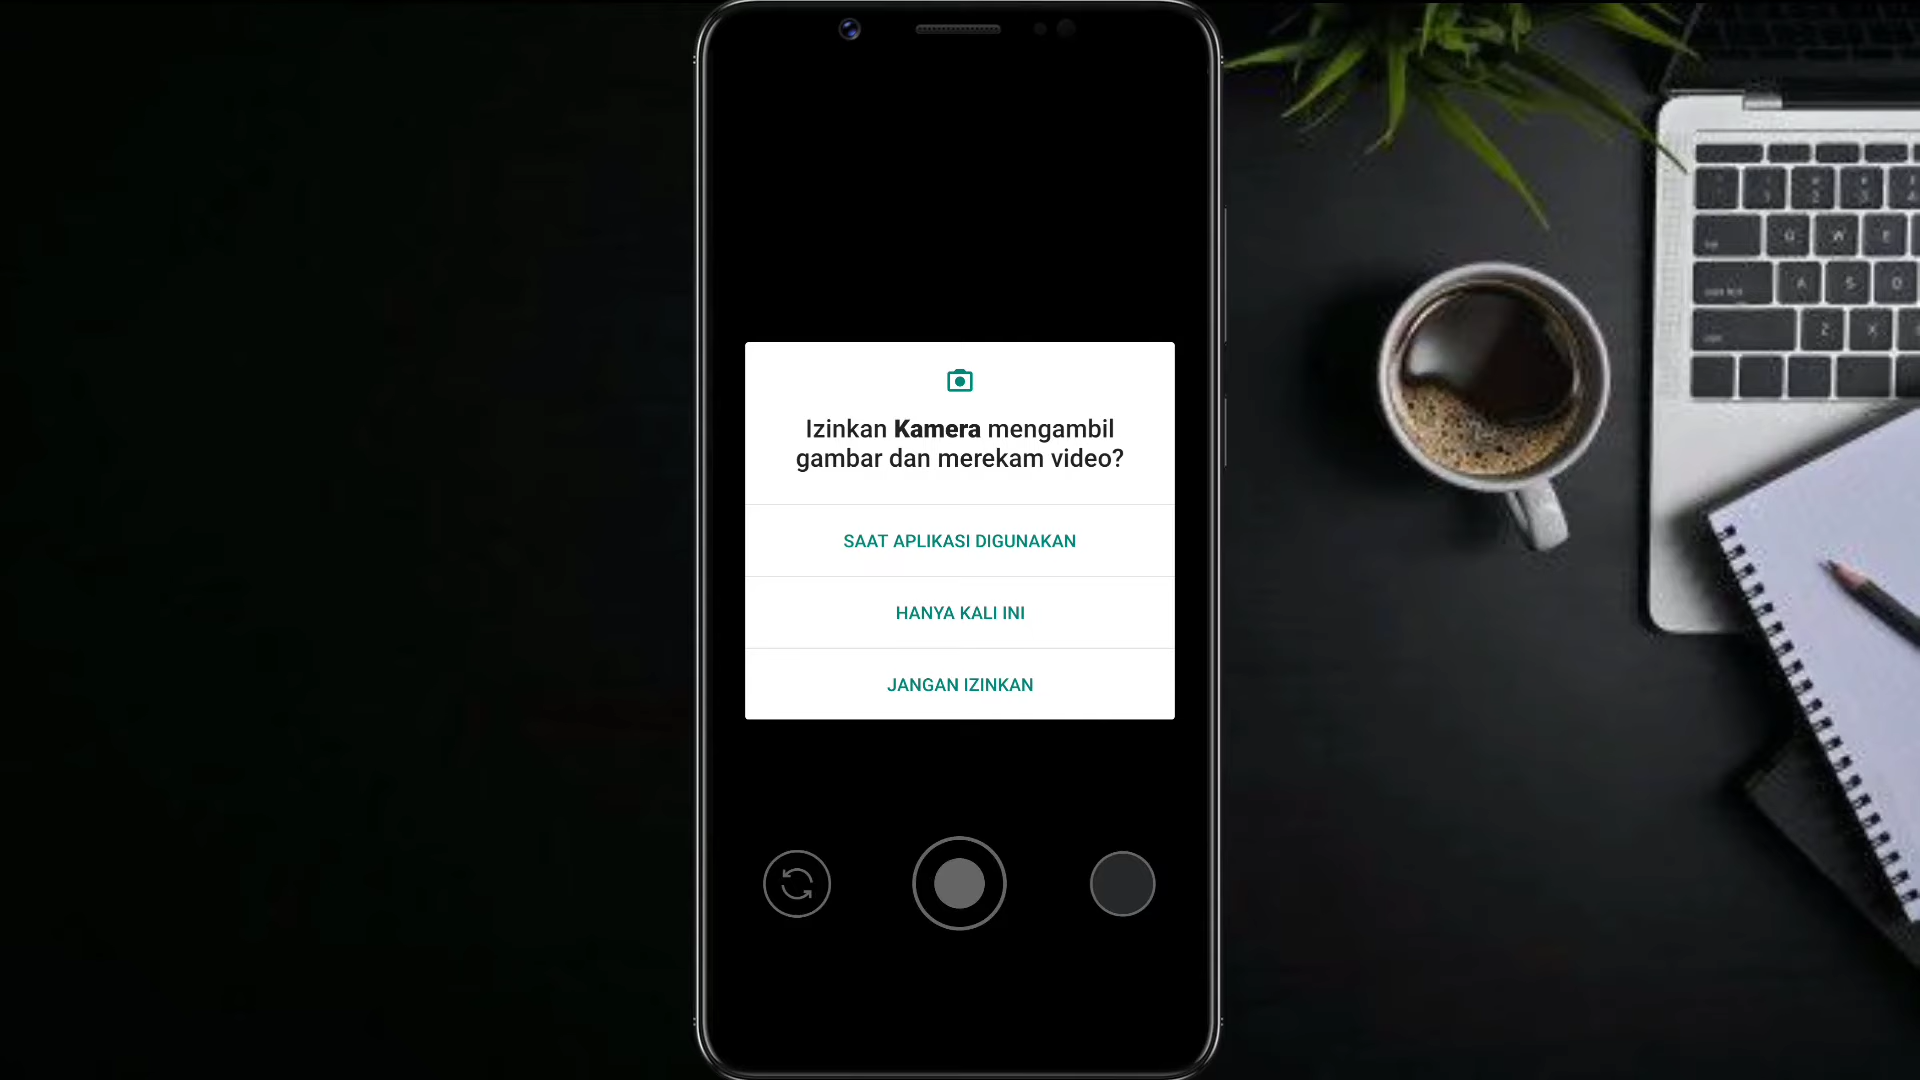 Izinkan Kamera mengambil
gambar dan merekam video?
SAAT APLIKASI DIGUNAKAN
HANYA KALI INI
JANGAN IZINKAN
Q
W
E
A
S
D
Z
X